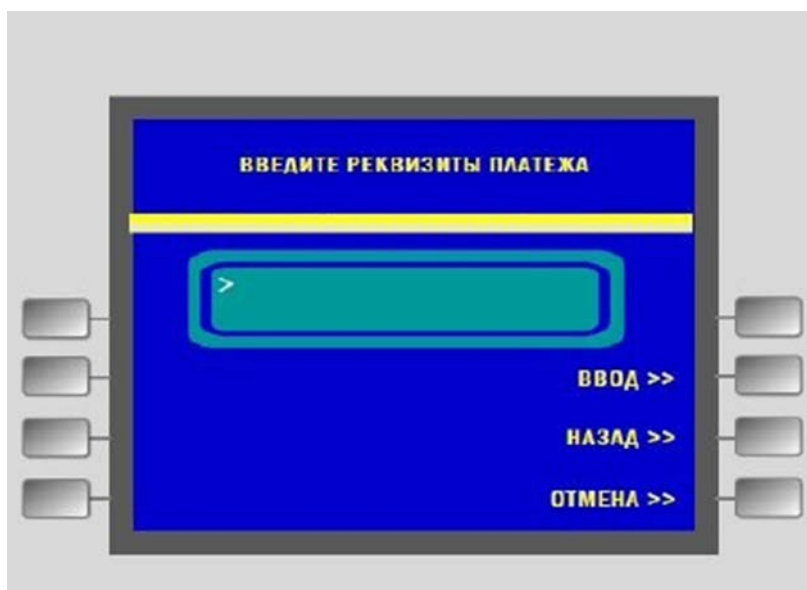 ВВЕДИТЕ РЕКВИЗИТЫ ПЛАТЕЖА
>
ВВОД >>
НАЗАД >>
ОТМЕНА >>